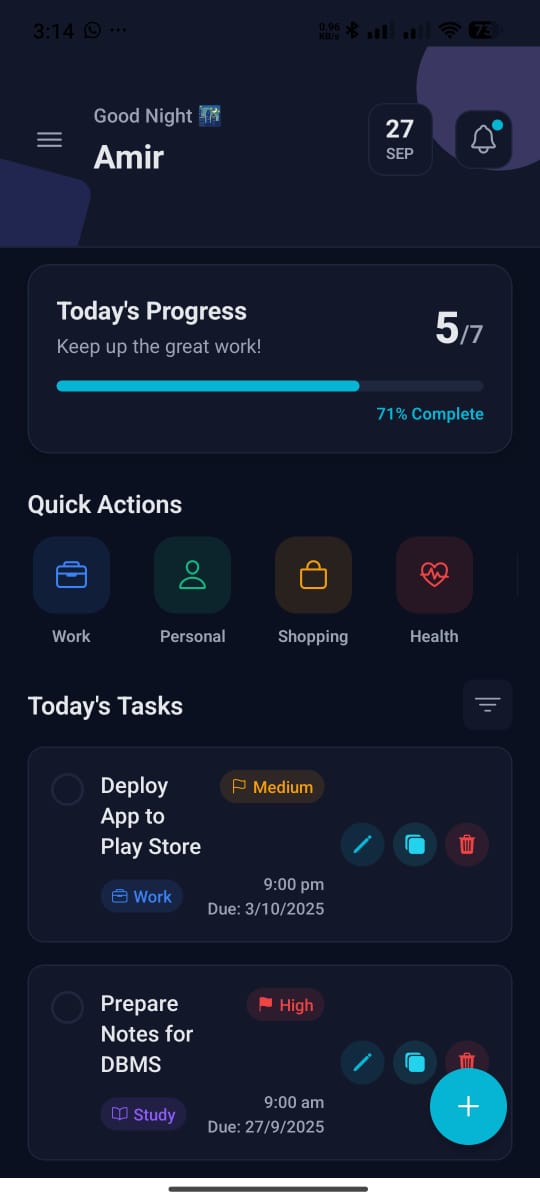 3:14
0.96
KB/s
73
Good Night
Amir
27
SEP
Today's Progress
Keep up the great work!
5/7
71% Complete
Quick Actions
Work
Personal
Shopping
Health
Today's Tasks
Deploy
App to
Play Store
Medium
Work
9:00 pm
Due: 3/10/2025
Prepare
Notes for
DBMS
High
Study
9:00 am
Due: 27/9/2025